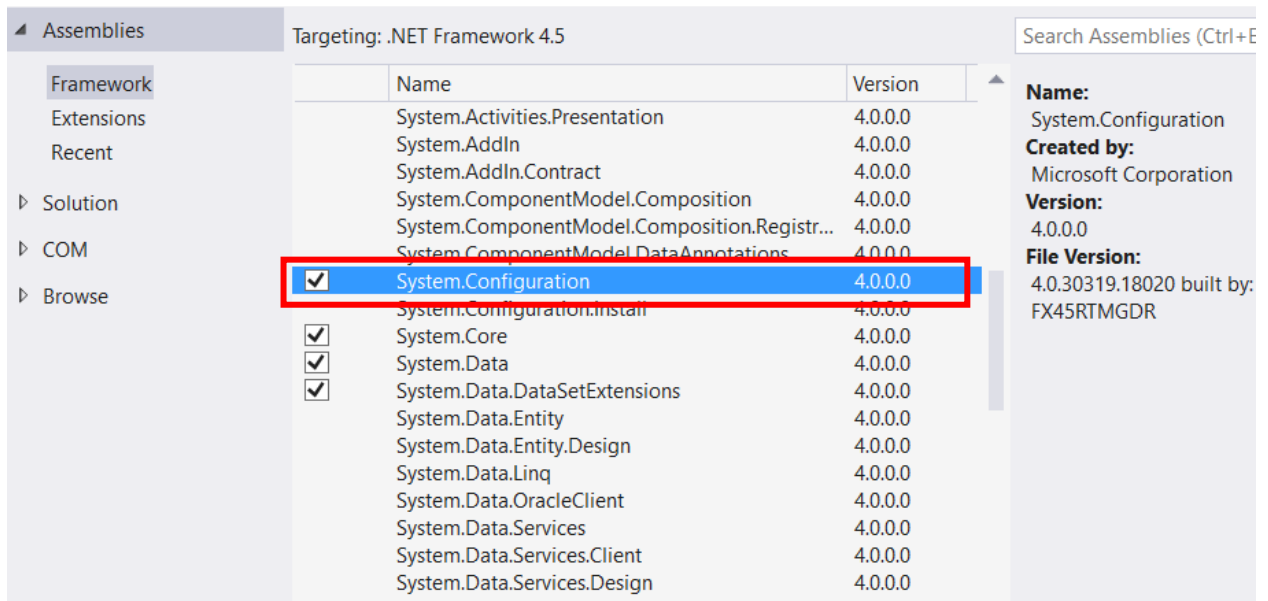 Assemblies
Framework
Extensions
Recent
Solution
COM
Browse
Targeting: .NET Framework 4.5
Name Version
System.Activities.Presentation 4.0.0.0
System.AddIn 4.0.0.0
System.AddIn.Contract 4.0.0.0
System.ComponentModel.Composition 4.0.0.0
System.ComponentModel.Composition.Registr... 4.0.0.0
System.ComponentModel.DataAnnotations 4.0.0.0
System.Configuration 4.0.0.0
System.Configuration.Install 4.0.0.0
System.Core 4.0.0.0
System.Data 4.0.0.0
System.Data.DataSetExtensions 4.0.0.0
System.Data.Entity 4.0.0.0
System.Data.Entity.Design 4.0.0.0
System.Data.Linq 4.0.0.0
System.Data.OracleClient 4.0.0.0
System.Data.Services 4.0.0.0
System.Data.Services.Client 4.0.0.0
System.Data.Services.Design 4.0.0.0
Search Assemblies (Ctrl+E
Name:
System.Configuration
Created by:
Microsoft Corporation
Version:
4.0.0.0
File Version:
4.0.30319.18020 built by:
FX45RTMGDR